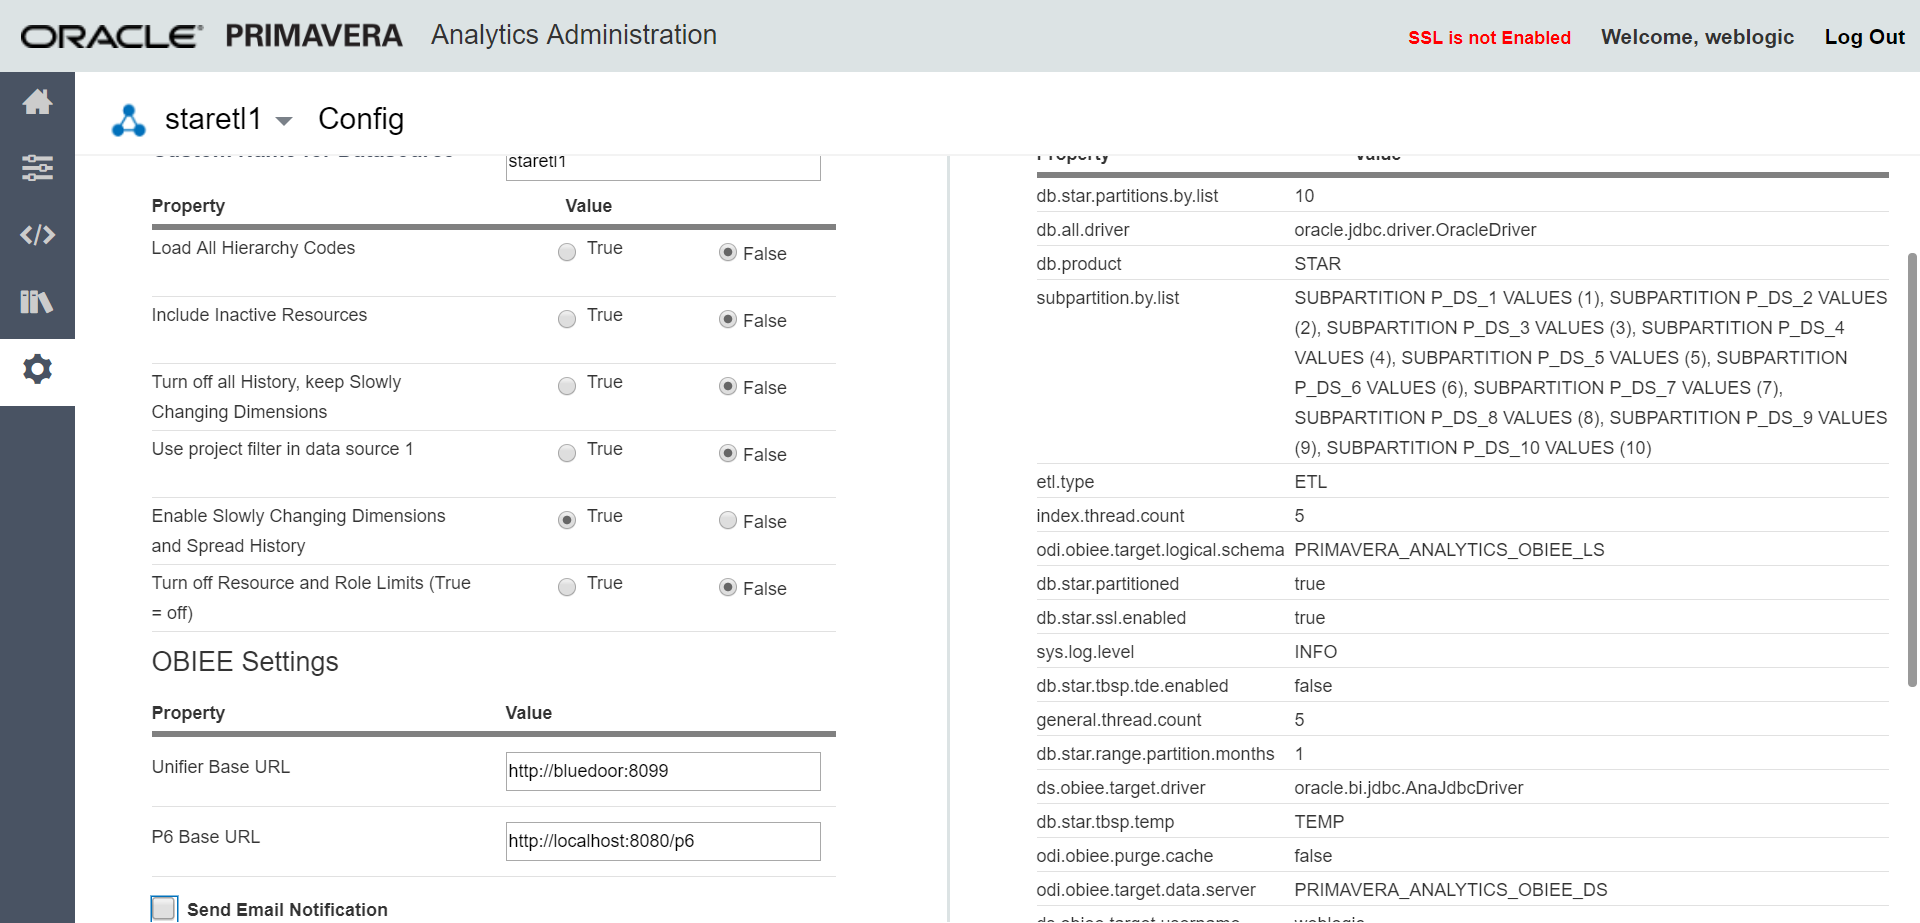 ORACLE PRIMAVERA Analytics Administration
SSL is not Enabled Welcome, weblogic Log Out
staretl1 Config
Custom Name for Datasource staretl1
Property Value
Load All Hierarchy Codes True False
Include Inactive Resources True False
Turn off all History, keep Slowly
Changing Dimensions True False
Use project filter in data source 1 True False
Enable Slowly Changing Dimensions
and Spread History True False
Turn off Resource and Role Limits (True
= off) True False
OBIEE Settings
Property Value
Unifier Base URL http://bluedoor:8099
P6 Base URL http://localhost:8080/p6
Send Email Notification
Property Value
db.star.partitions.by.list 10
db.all.driver oracle.jdbc.driver.OracleDriver
db.product STAR
subpartition.by.list SUBPARTITION P_DS_1 VALUES (1), SUBPARTITION P_DS_2 VALUES
(2), SUBPARTITION P_DS_3 VALUES (3), SUBPARTITION P_DS_4
VALUES (4), SUBPARTITION P_DS_5 VALUES (5), SUBPARTITION
P_DS_6 VALUES (6), SUBPARTITION P_DS_7 VALUES (7),
SUBPARTITION P_DS_8 VALUES (8), SUBPARTITION P_DS_9 VALUES
(9), SUBPARTITION P_DS_10 VALUES (10)
etl.type ETL
index.thread.count 5
odi.obiee.target.logical.schema PRIMAVERA_ANALYTICS_OBIEE_LS
db.star.partitioned true
db.star.ssl.enabled true
sys.log.level INFO
db.star.tbsp.tde.enabled false
general.thread.count 5
db.star.range.partition.months 1
ds.obiee.target.driver oracle.bi.jdbc.AnaJdbcDriver
db.star.tbsp.temp TEMP
odi.obiee.purge.cache false
odi.obiee.target.data.server PRIMAVERA_ANALYTICS_OBIEE_DS
ds.obiee.target.username weblogic